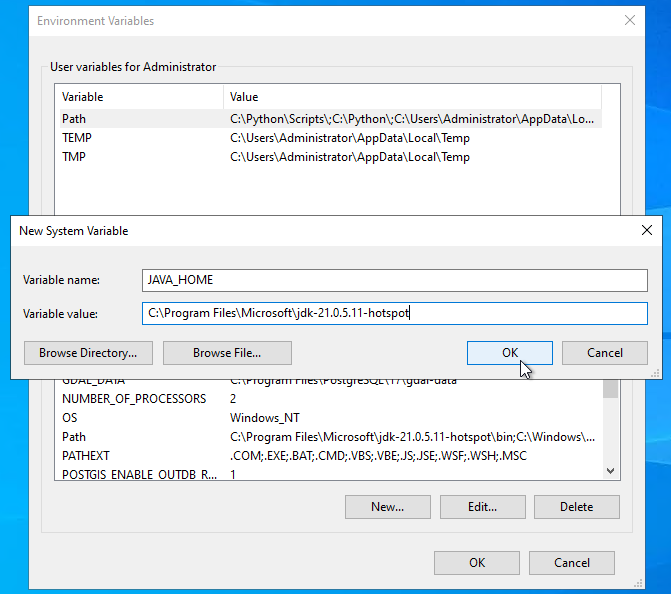 Environment Variables
User variables for Administrator
Variable Value
Path C:\Python\Scripts\;C:\Python\;C:\Users\Administrator\AppData\Lo...
TEMP C:\Users\Administrator\AppData\Local\Temp
TMP C:\Users\Administrator\AppData\Local\Temp
New System Variable
Variable name: JAVA_HOME
Variable value: C:\Program Files\Microsoft\jdk-21.0.5.11-hotspot
Browse Directory... Browse File... OK Cancel
GDAL_DATA C:\Program Files\PostgreSQL\17\gdal-data
NUMBER_OF_PROCESSORS 2
OS Windows_NT
Path C:\Program Files\Microsoft\jdk-21.0.5.11-hotspot\bin;C:\Windows\...
PATHEXT .COM;.EXE;.BAT;.CMD;.VBS;.VBE;.JS;.JSE;.WSF;.WSH;.MSC
POSTGIS_ENABLE_OUTDB_R... 1
New... Edit... Delete
OK Cancel